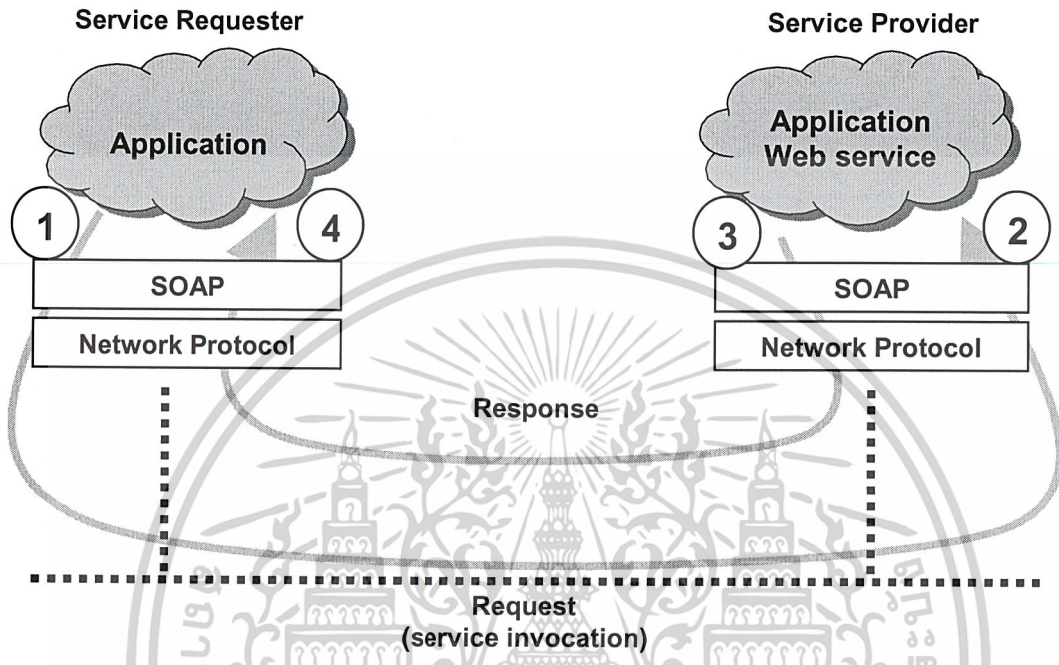 Service Requester
Service Provider
Application
Application
Web service
1
4
3
2
SOAP
SOAP
Network Protocol
Network Protocol
Response
Request
(service invocation)